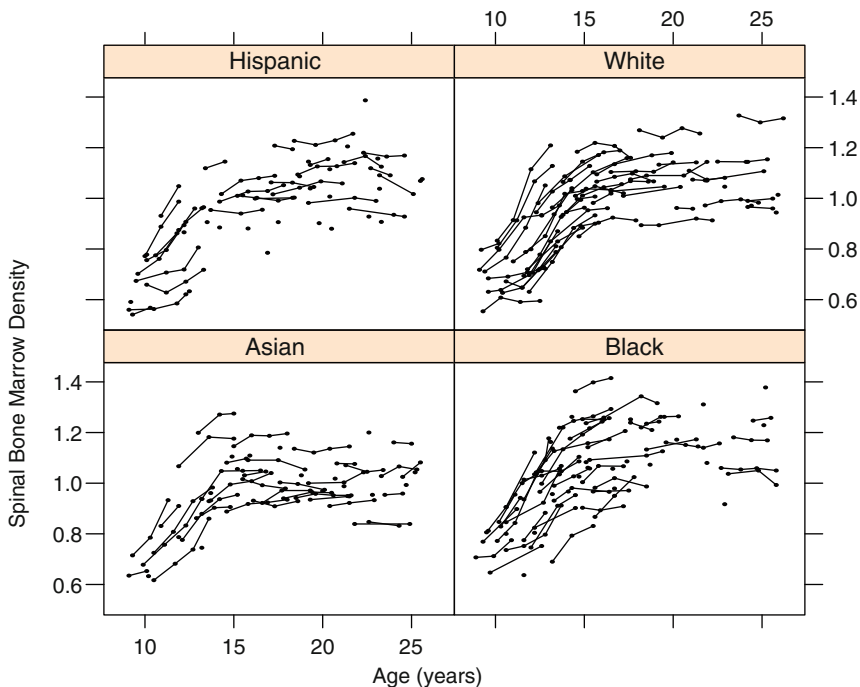 10 15 20 25
Hispanic White
1.4
1.2
1.0
0.8
0.6
Spinal Bone Marrow Density
Asian Black
1.4
1.2
1.0
0.8
0.6
10 15 20 25
Age (years)